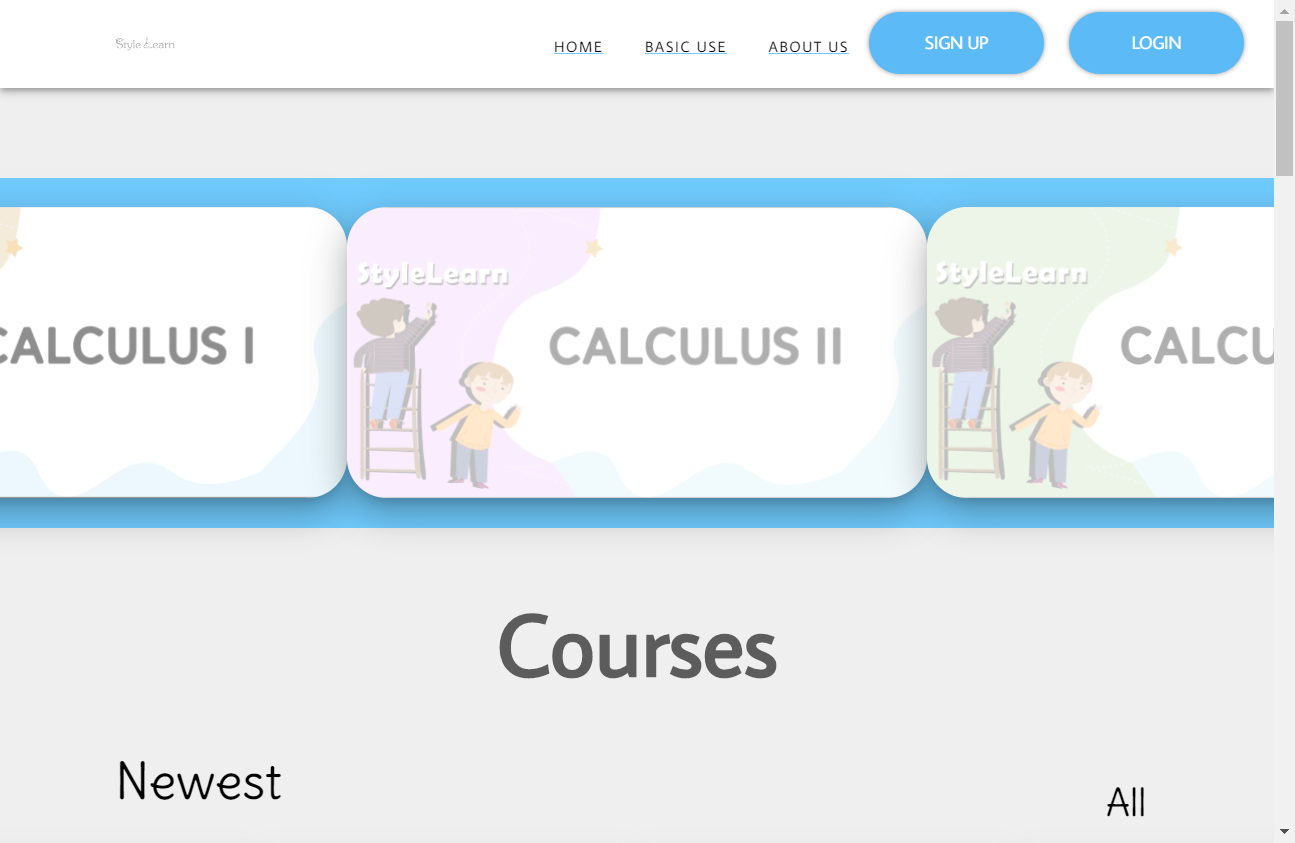 Style Learn
HOME
BASIC USE
ABOUT US
SIGN UP
LOGIN
CALCULUS I
StyleLearn
CALCULUS II
StyleLearn
CALCU
Courses
Newest
All